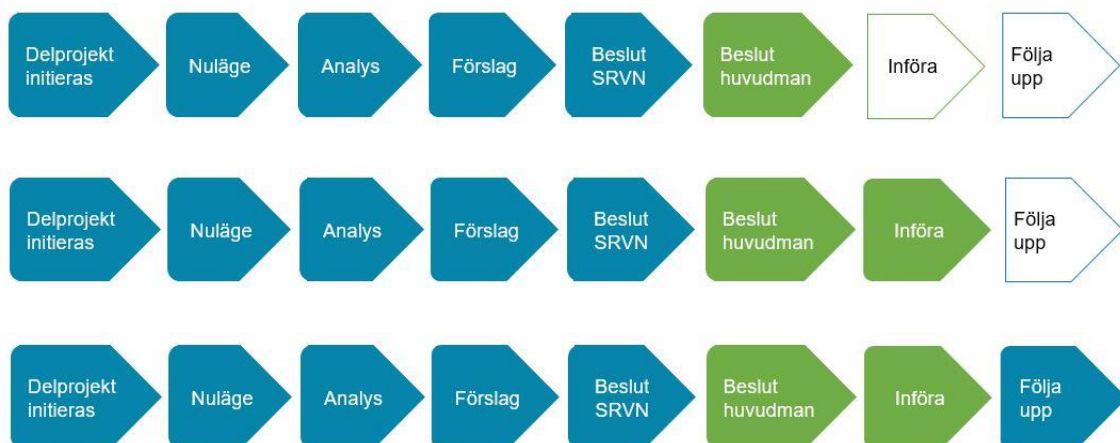 Delprojekt
initieras
Nuläge
Analys
Förslag
Beslut
SRVN
Beslut
huvudman
Införa
Följa
upp
Delprojekt
initieras
Nuläge
Analys
Förslag
Beslut
SRVN
Beslut
huvudman
Införa
Följa
upp
Delprojekt
initieras
Nuläge
Analys
Förslag
Beslut
SRVN
Beslut
huvudman
Införa
Följa
upp